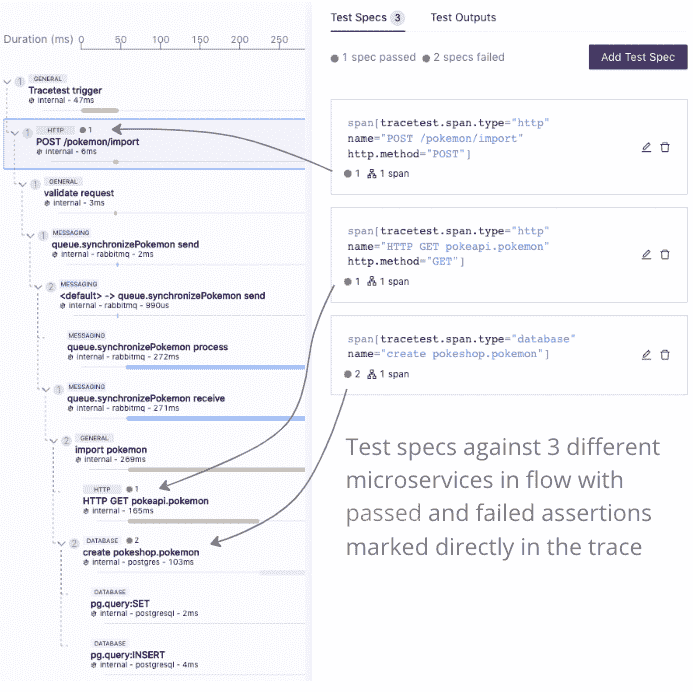 Test Specs 3 Test Outputs
Duration (ms) 0 50 100 150 200 250
1 spec passed 2 specs failed Add Test Spec
1 GENERAL
Tracetest trigger
internal - 47ms
1 HTTP 1
POST /pokemon/import
internal - 6ms
1 GENERAL
validate request
internal - 3ms
1 MESSAGING
queue.synchronizePokemon send
internal - rabbitmq - 2ms
2 MESSAGING
<default> -> queue.synchronizePokemon send
internal - rabbitmq - 990us
MESSAGING
queue.synchronizePokemon process
internal - rabbitmq - 272ms
1 MESSAGING
queue.synchronizePokemon receive
internal - rabbitmq - 271ms
2 GENERAL
import pokemon
internal - 269ms
HTTP 1
HTTP GET pokeapi.pokemon
internal - 165ms
2 DATABASE 2
create pokeshop.pokemon
internal - postgres - 103ms
DATABASE
pg.query:SET
internal - postgresql - 2ms
DATABASE
pg.query:INSERT
internal - postgresql - 4ms
span[tracetest.span.type="http"
name="POST /pokemon/import"
http.method="POST"]
1 1 span
span[tracetest.span.type="http"
name="HTTP GET pokeapi.pokemon"
http.method="GET"]
1 1 span
span[tracetest.span.type="database"
name="create pokeshop.pokemon"]
2 1 span
Test specs against 3 different
microservices in flow with
passed and failed assertions
marked directly in the trace